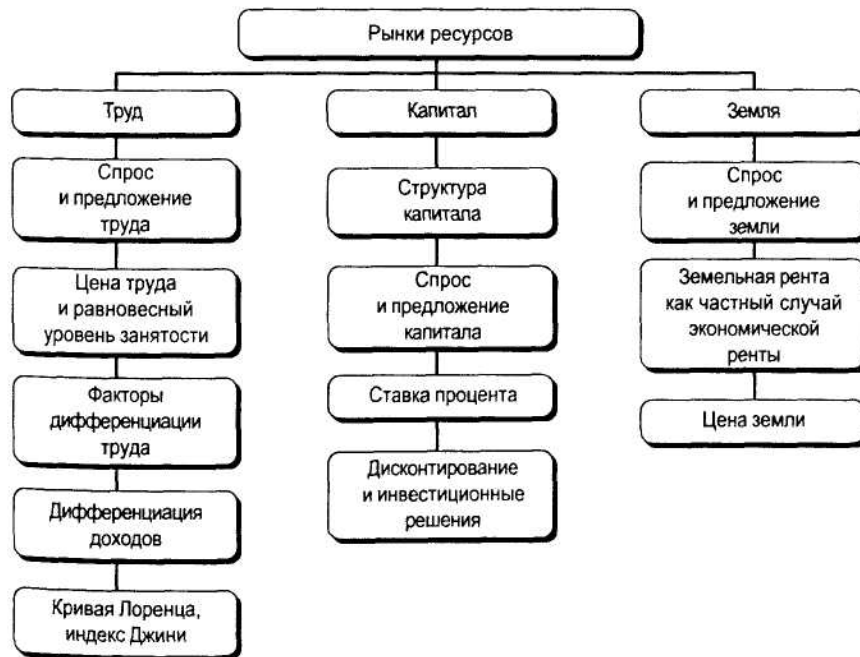 Рынки ресурсов
Труд
Спрос
и предложение
труда
Цена труда
и равновесный
уровень занятости
Факторы
дифференциации
труда
Дифференциация
доходов
Кривая Лоренца,
индекс Джини
Капитал
Структура
капитала
Спрос
и предложение
капитала
Ставка процента
Дисконтирование
и инвестиционные
решения
Земля
Спрос
и предложение
земли
Земельная рента
как частный случай
экономической
ренты
Цена земли